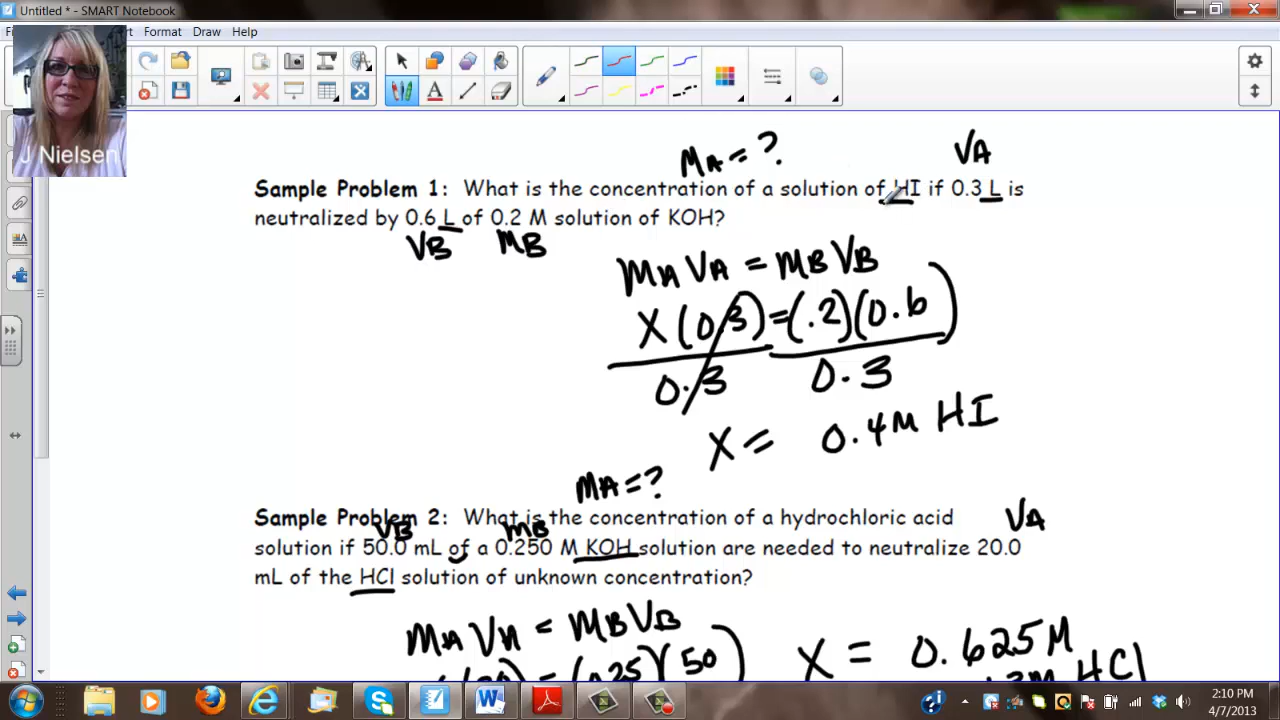 Untitled * - SMART Notebook
Format Draw Help
J Nielsen
MA = ? VA
Sample Problem 1: What is the concentration of a solution of HI if 0.3 L is
neutralized by 0.6 L of 0.2 M solution of KOH?
VB MB
MA VA = MB VB
X (0.3) = (.2)(0.6)
0.3 0.3
X = 0.4M HI
MA = ?
Sample Problem 2: What is the concentration of a hydrochloric acid
VB MB VA
solution if 50.0 mL of a 0.250 M KOH solution are needed to neutralize 20.0
mL of the HCl solution of unknown concentration?
MA VA = MB VB
X = 0.625M
(.25)(50)
HCl
2:10 PM
4/7/2013